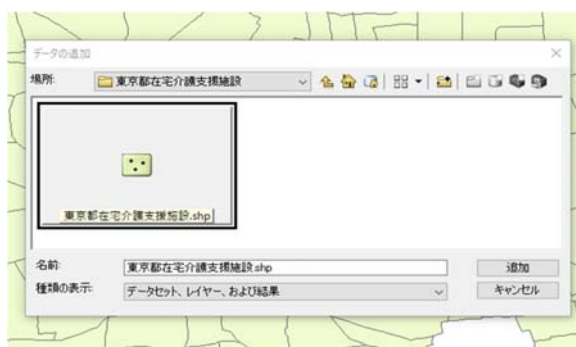 データの追加
場所:
東京都在宅介護支援施設
東京都在宅介護支援施設.shp
名前:
東京都在宅介護支援施設.shp
追加
種類の表示:
データセット、レイヤー、および結果
キャンセル